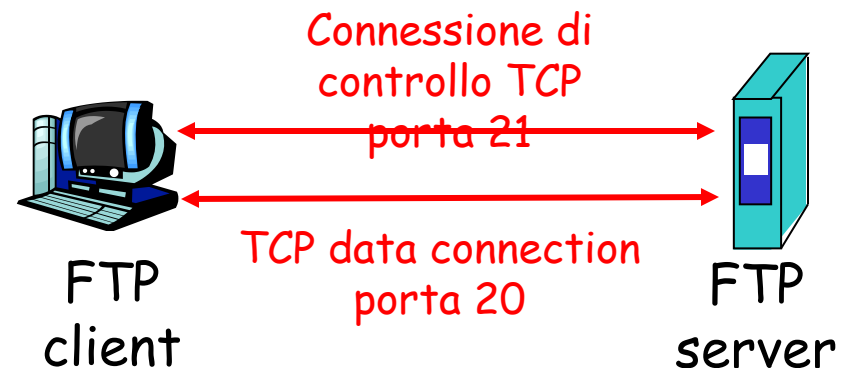 Connessione di
controllo TCP
porta 21
TCP data connection
porta 20
FTP
client
FTP
server